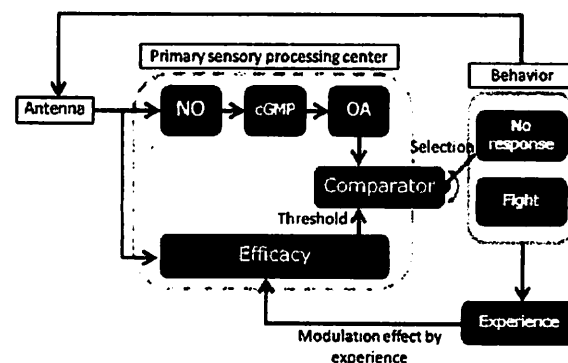 Primary sensory processing center
Behavior
Antenna
NO
cGMP
OA
No
response
Selection
Comparator
Fight
Threshold
Efficacy
Experience
Modulation effect by
experience